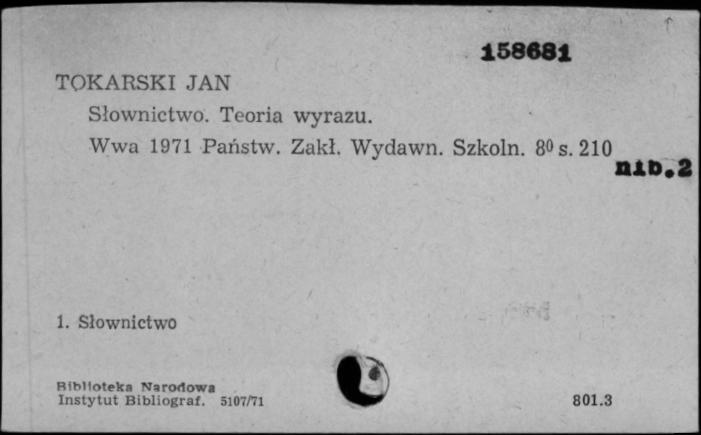 158681
TOKARSKI JAN
Słownictwo. Teoria wyrazu.
Wwa 1971 Państw. Zakł. Wydawn. Szkoln. 8⁰ s. 210
nlb.2
1. Słownictwo
Biblioteka Narodowa
Instytut Bibliograf. 5107/71
801.3